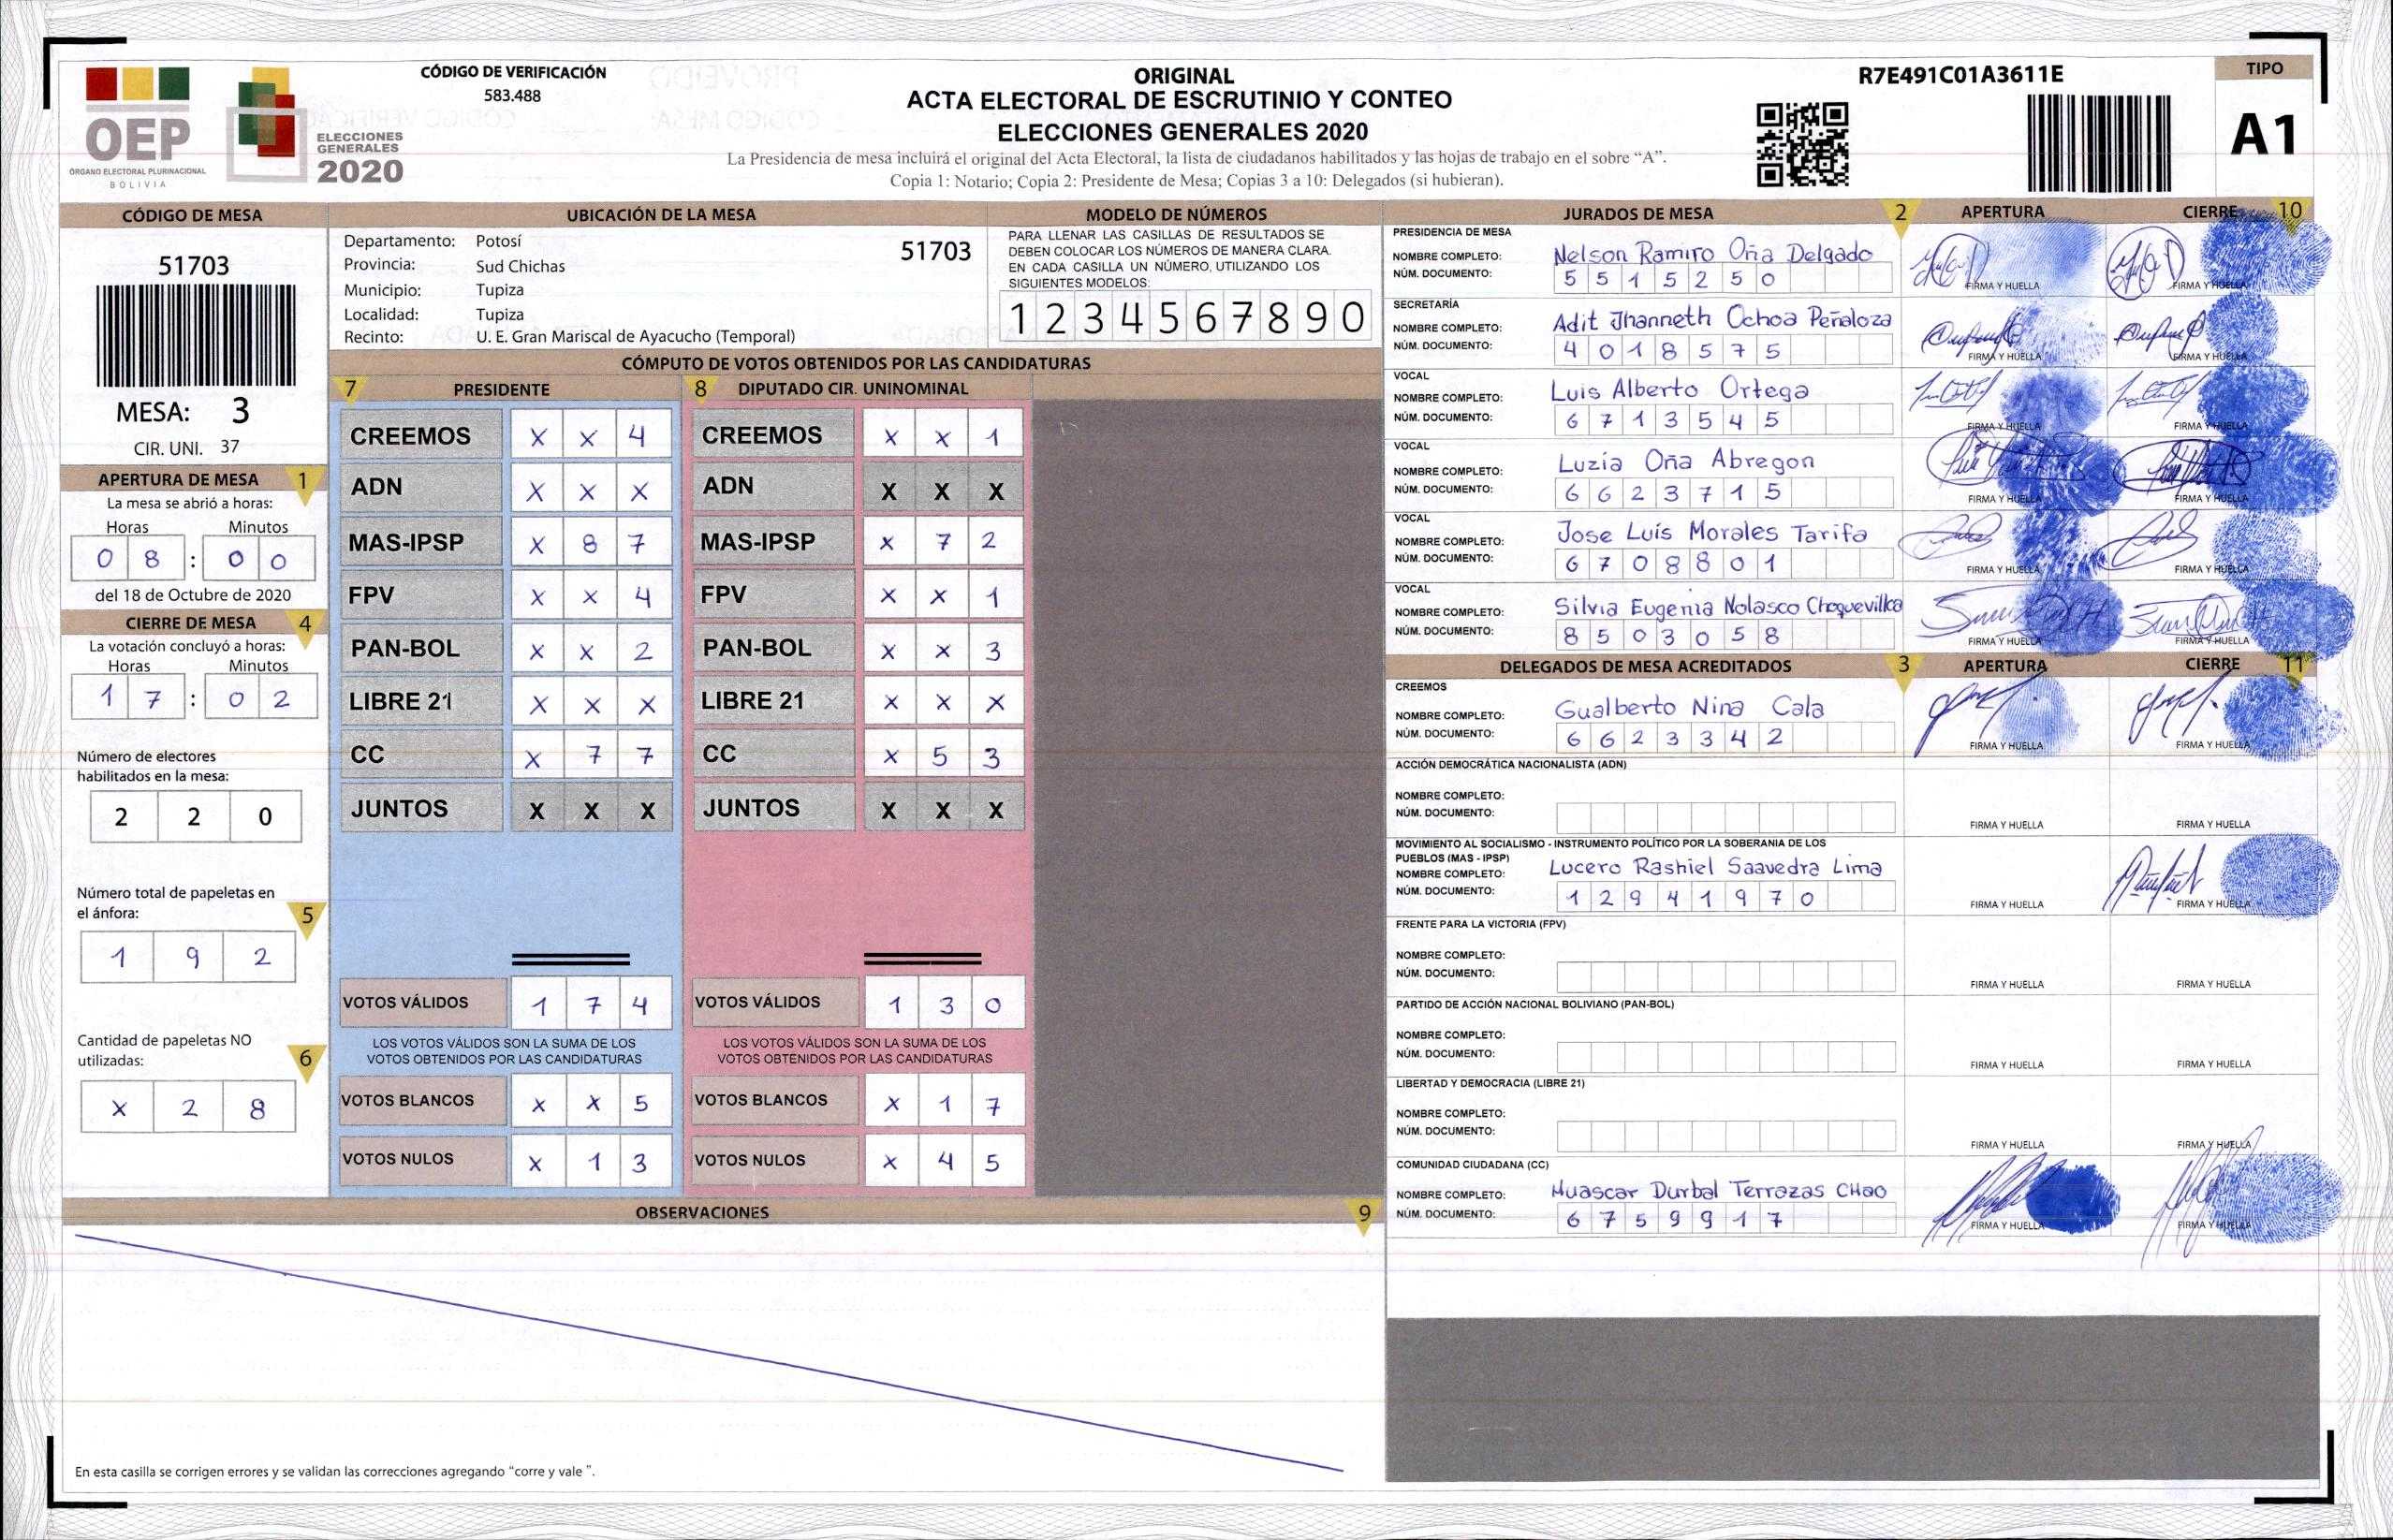 OEP
ÓRGANO ELECTORAL PLURINACIONAL
BOLIVIA
ELECCIONES
GENERALES
2020
CÓDIGO DE VERIFICACIÓN
583.488
ORIGINAL
ACTA ELECTORAL DE ESCRUTINIO Y CONTEO
ELECCIONES GENERALES 2020
La Presidencia de mesa incluirá el original del Acta Electoral, la lista de ciudadanos habilitados y las hojas de trabajo en el sobre “A”.
Copia 1: Notario; Copia 2: Presidente de Mesa; Copias 3 a 10: Delegados (si hubieran).
R7E491C01A3611E
TIPO
A1
CÓDIGO DE MESA
51703
MESA: 3
CIR. UNI. 37
APERTURA DE MESA 1
La mesa se abrió a horas:
Horas Minutos
0 8 : 0 0
del 18 de Octubre de 2020
CIERRE DE MESA 4
La votación concluyó a horas:
Horas Minutos
1 7 : 0 2
Número de electores
habilitados en la mesa:
2 2 0
Número total de papeletas en
el ánfora: 5
1 9 2
Cantidad de papeletas NO
utilizadas: 6
X 2 8
UBICACIÓN DE LA MESA
Departamento: Potosí 51703
Provincia: Sud Chichas
Municipio: Tupiza
Localidad: Tupiza
Recinto: U. E. Gran Mariscal de Ayacucho (Temporal)
MODELO DE NÚMEROS
PARA LLENAR LAS CASILLAS DE RESULTADOS SE
DEBEN COLOCAR LOS NÚMEROS DE MANERA CLARA.
EN CADA CASILLA UN NÚMERO, UTILIZANDO LOS
SIGUIENTES MODELOS:
1 2 3 4 5 6 7 8 9 0
CÓMPUTO DE VOTOS OBTENIDOS POR LAS CANDIDATURAS
7 PRESIDENTE
CREEMOS X X 4
ADN X X X
MAS-IPSP X 8 7
FPV X X 4
PAN-BOL X X 2
LIBRE 21 X X X
CC X 7 7
JUNTOS X X X
VOTOS VÁLIDOS 1 7 4
LOS VOTOS VÁLIDOS SON LA SUMA DE LOS
VOTOS OBTENIDOS POR LAS CANDIDATURAS
VOTOS BLANCOS X X 5
VOTOS NULOS X 1 3
8 DIPUTADO CIR. UNINOMINAL
CREEMOS X X 1
ADN X X X
MAS-IPSP X 7 2
FPV X X 1
PAN-BOL X X 3
LIBRE 21 X X X
CC X 5 3
JUNTOS X X X
VOTOS VÁLIDOS 1 3 0
LOS VOTOS VÁLIDOS SON LA SUMA DE LOS
VOTOS OBTENIDOS POR LAS CANDIDATURAS
VOTOS BLANCOS X 1 7
VOTOS NULOS X 4 5
OBSERVACIONES 9
En esta casilla se corrigen errores y se validan las correcciones agregando “corre y vale ”.
JURADOS DE MESA 2 APERTURA CIERRE 10
PRESIDENCIA DE MESA
NOMBRE COMPLETO: Nelson Ramiro Oña Delgado
NÚM. DOCUMENTO: 5 5 1 5 2 5 0
FIRMA Y HUELLA FIRMA Y HUELLA
SECRETARÍA
NOMBRE COMPLETO: Adit Jhanneth Ochoa Peñaloza
NÚM. DOCUMENTO: 4 0 1 8 5 7 5
FIRMA Y HUELLA FIRMA Y HUELLA
VOCAL
NOMBRE COMPLETO: Luis Alberto Ortega
NÚM. DOCUMENTO: 6 7 1 3 5 4 5
FIRMA Y HUELLA FIRMA Y HUELLA
VOCAL
NOMBRE COMPLETO: Luzía Oña Abregon
NÚM. DOCUMENTO: 6 6 2 3 7 1 5
FIRMA Y HUELLA FIRMA Y HUELLA
VOCAL
NOMBRE COMPLETO: Jose Luís Morales Tarifa
NÚM. DOCUMENTO: 6 7 0 8 8 0 1
FIRMA Y HUELLA FIRMA Y HUELLA
VOCAL
NOMBRE COMPLETO: Silvia Eugenia Nolasco Choquevillca
NÚM. DOCUMENTO: 8 5 0 3 0 5 8
FIRMA Y HUELLA FIRMA Y HUELLA
DELEGADOS DE MESA ACREDITADOS 3 APERTURA CIERRE 11
CREEMOS
NOMBRE COMPLETO: Gualberto Nina Cala
NÚM. DOCUMENTO: 6 6 2 3 3 4 2
FIRMA Y HUELLA FIRMA Y HUELLA
ACCIÓN DEMOCRÁTICA NACIONALISTA (ADN)
NOMBRE COMPLETO:
NÚM. DOCUMENTO:
FIRMA Y HUELLA FIRMA Y HUELLA
MOVIMIENTO AL SOCIALISMO - INSTRUMENTO POLÍTICO POR LA SOBERANIA DE LOS
PUEBLOS (MAS - IPSP)
NOMBRE COMPLETO: Lucero Rashiel Saavedra Lima
NÚM. DOCUMENTO: 1 2 9 4 1 9 7 0
FIRMA Y HUELLA FIRMA Y HUELLA
FRENTE PARA LA VICTORIA (FPV)
NOMBRE COMPLETO:
NÚM. DOCUMENTO:
FIRMA Y HUELLA FIRMA Y HUELLA
PARTIDO DE ACCIÓN NACIONAL BOLIVIANO (PAN-BOL)
NOMBRE COMPLETO:
NÚM. DOCUMENTO:
FIRMA Y HUELLA FIRMA Y HUELLA
LIBERTAD Y DEMOCRACIA (LIBRE 21)
NOMBRE COMPLETO:
NÚM. DOCUMENTO:
FIRMA Y HUELLA FIRMA Y HUELLA
COMUNIDAD CIUDADANA (CC)
NOMBRE COMPLETO: Huascar Durbal Terrazas CHao
NÚM. DOCUMENTO: 6 7 5 9 9 1 7
FIRMA Y HUELLA FIRMA Y HUELLA